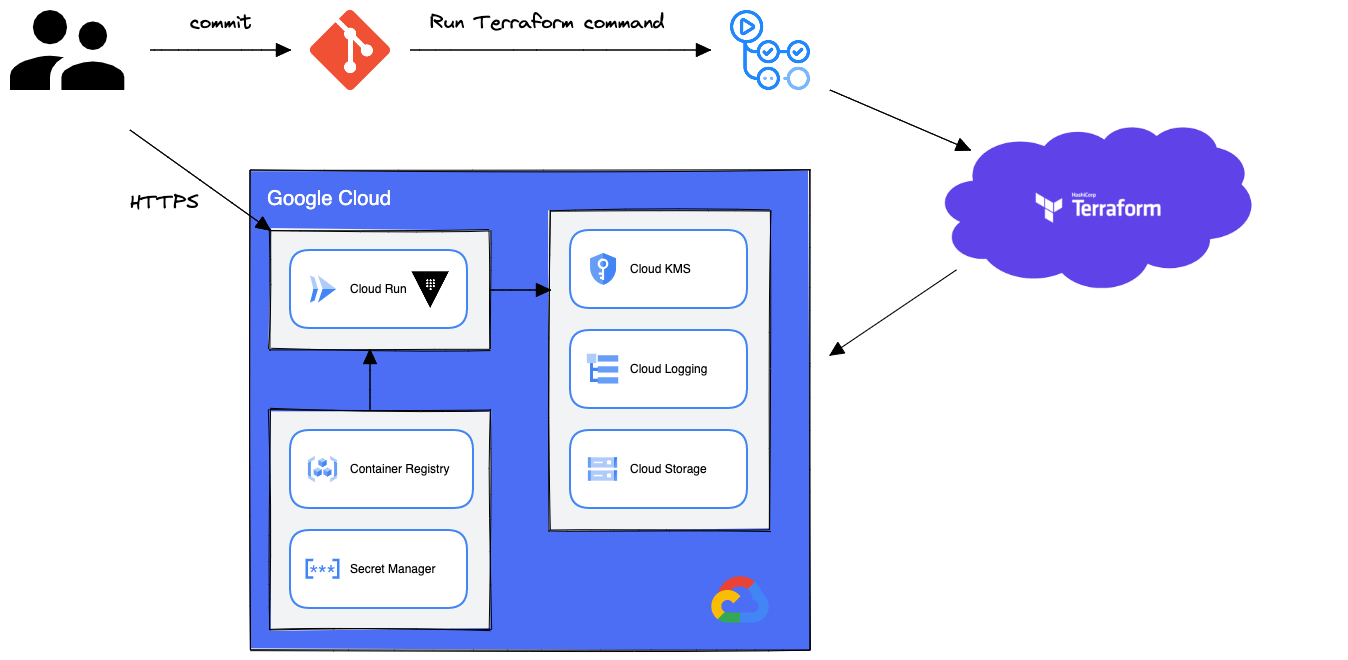 commit
Run Terraform command
HTTPS
HashiCorp
Terraform
Google Cloud
Cloud Run
Cloud KMS
Cloud Logging
Container Registry
Cloud Storage
Secret Manager
[***]